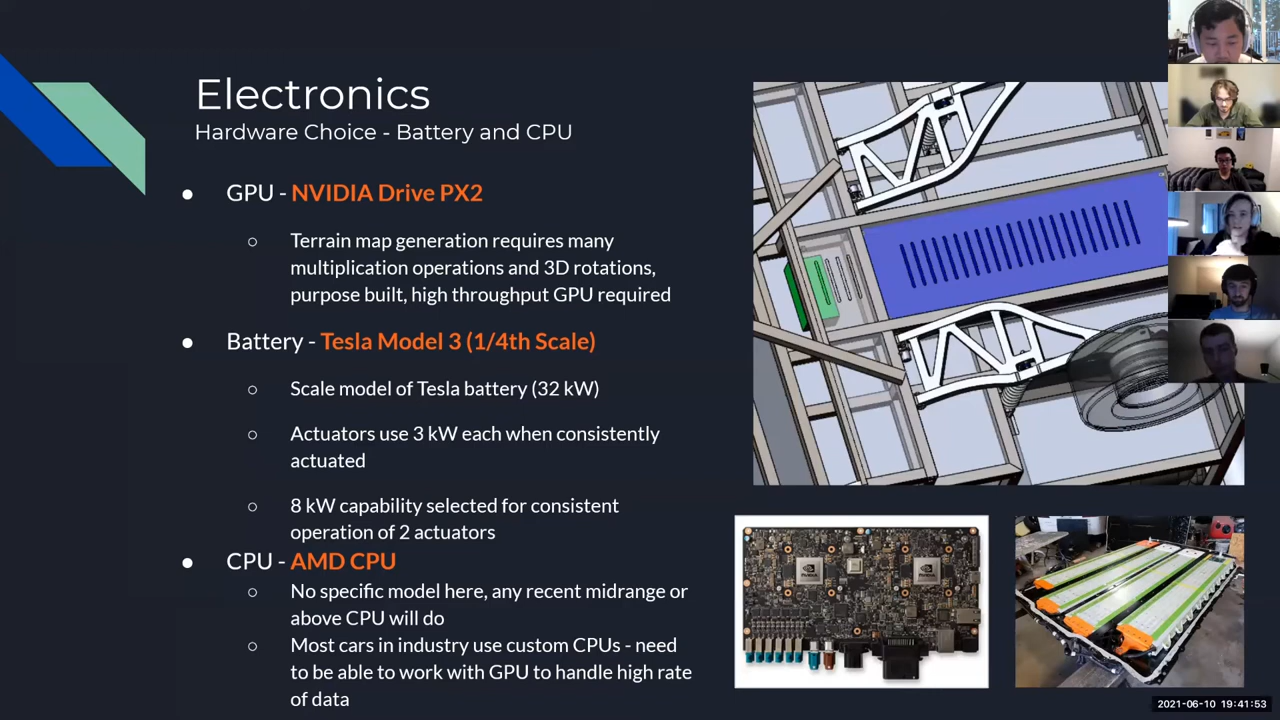 Electronics
Hardware Choice - Battery and CPU
● GPU - NVIDIA Drive PX2
○ Terrain map generation requires many
multiplication operations and 3D rotations,
purpose built, high throughput GPU required
● Battery - Tesla Model 3 (1/4th Scale)
○ Scale model of Tesla battery (32 kW)
○ Actuators use 3 kW each when consistently
actuated
○ 8 kW capability selected for consistent
operation of 2 actuators
● CPU - AMD CPU
○ No specific model here, any recent midrange or
above CPU will do
○ Most cars in industry use custom CPUs - need
to be able to work with GPU to handle high rate
of data
2021-06-10 19:41:53